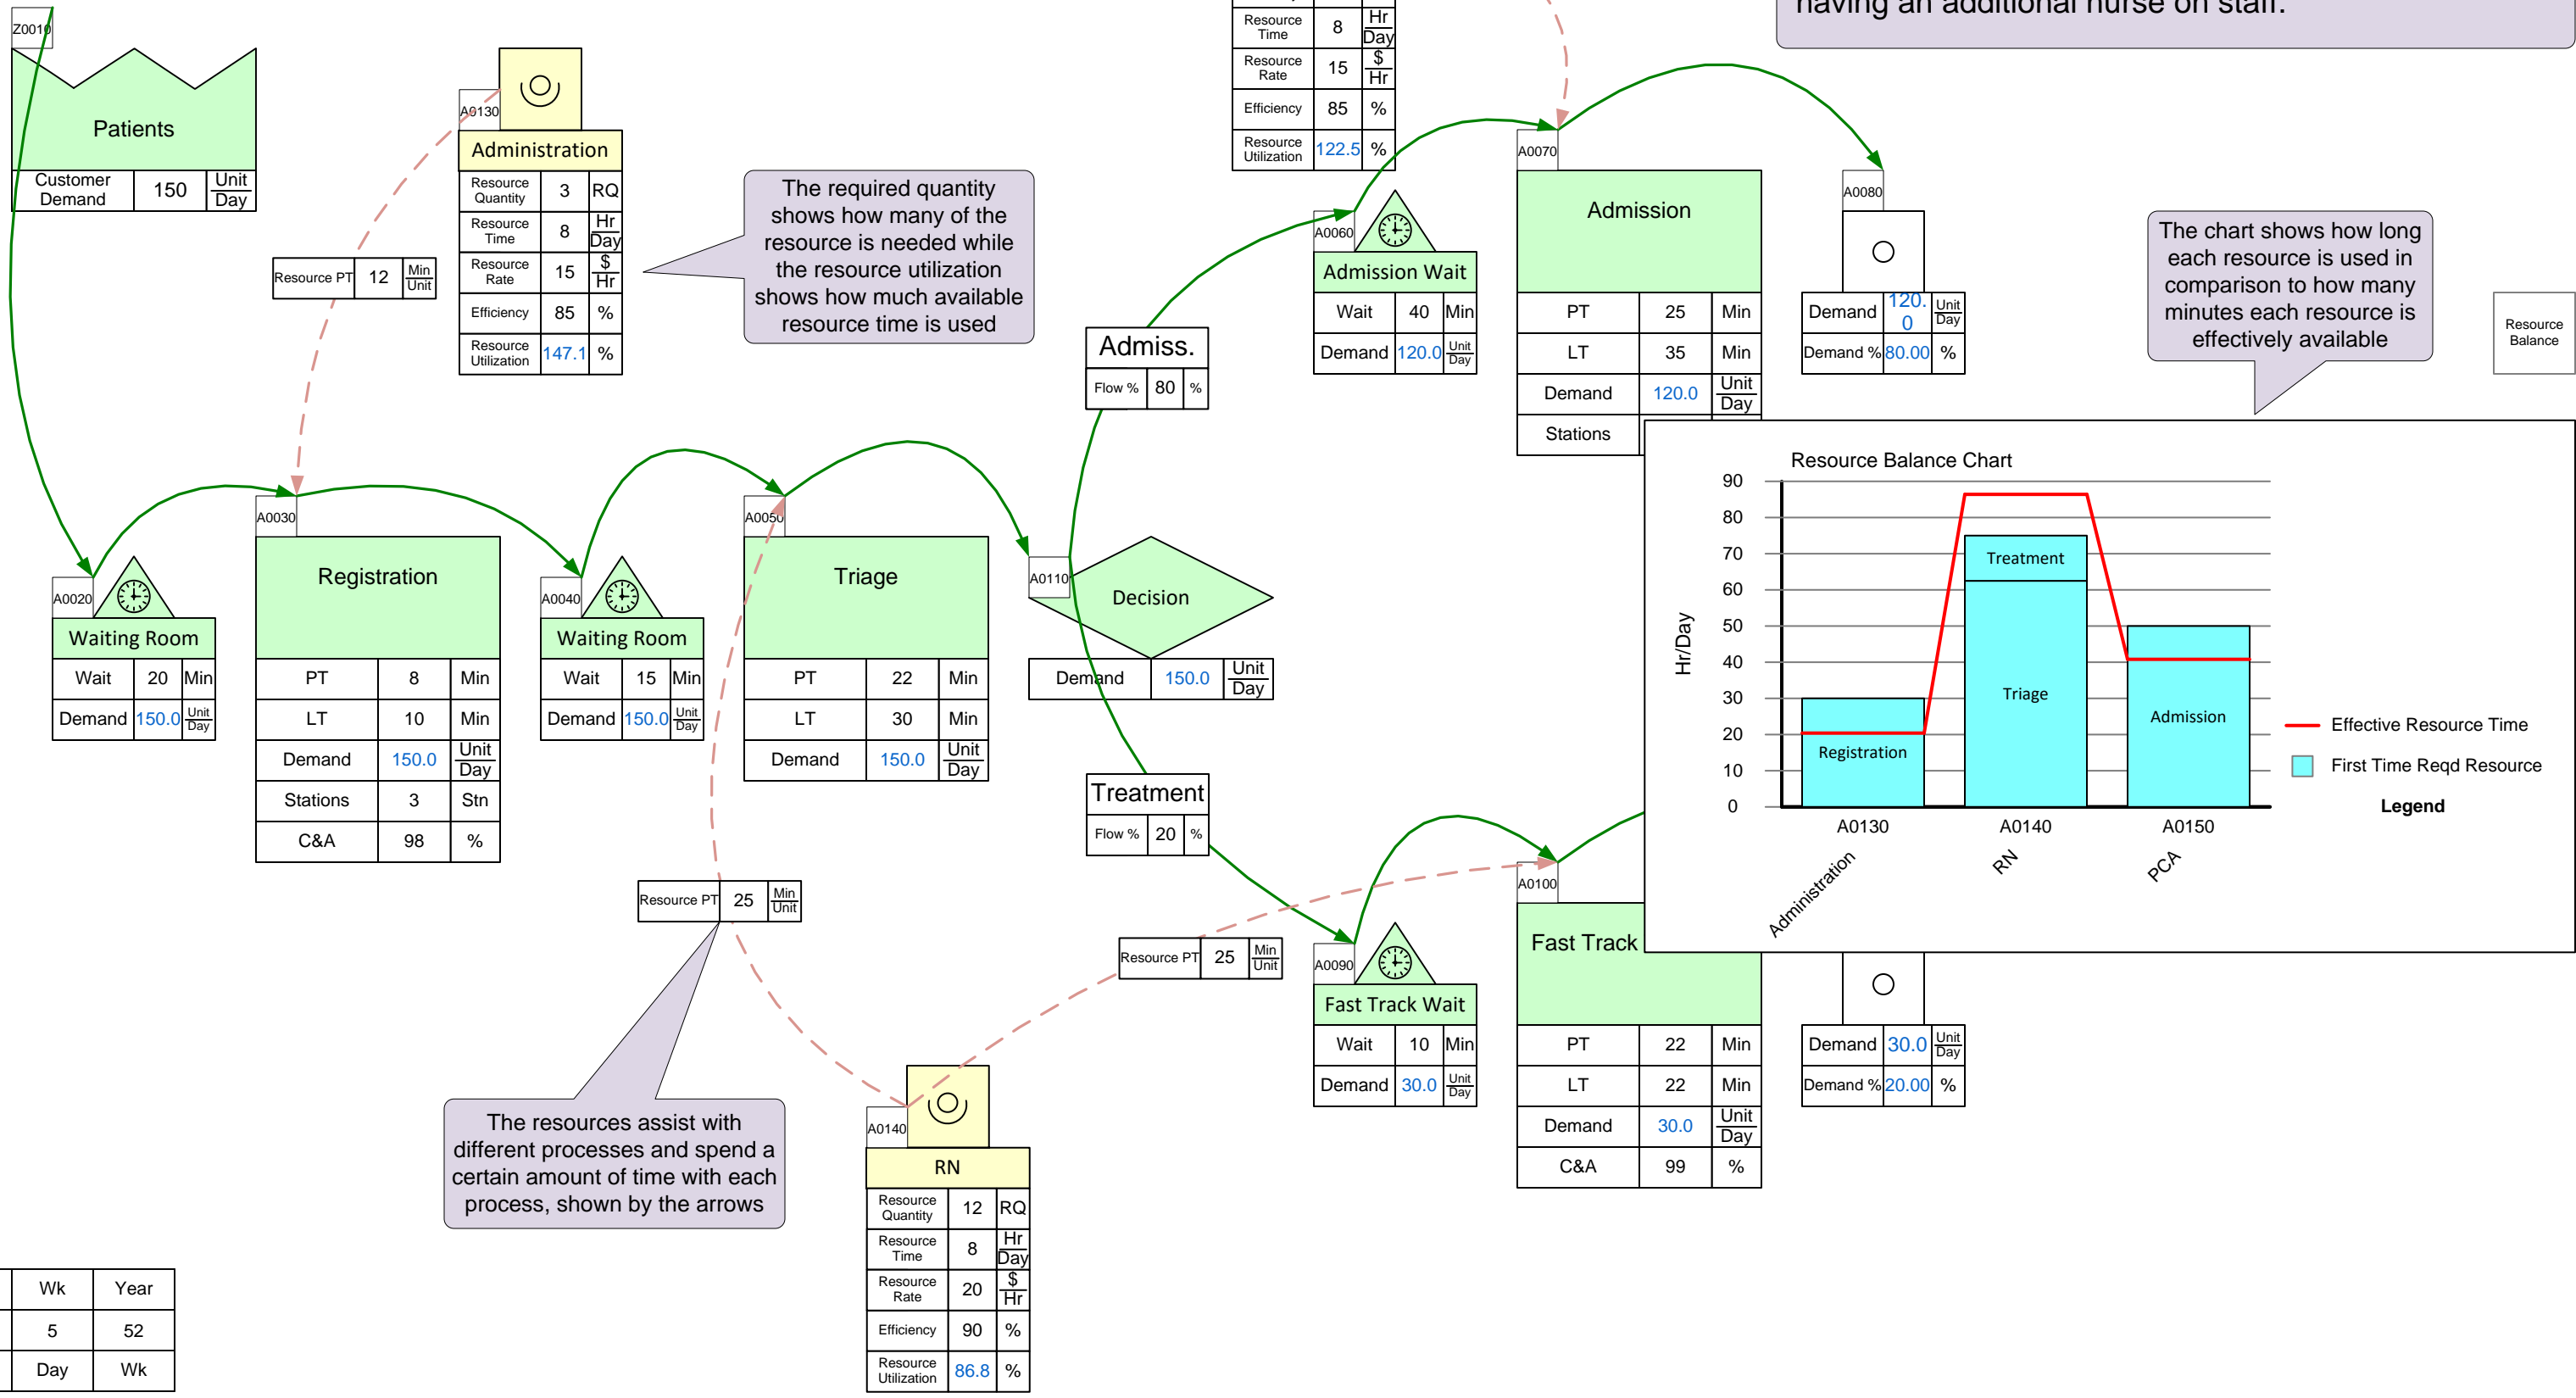 Z0010
Patients
Customer
Demand
150
Unit
Day
A0130
Administration
Resource
Quantity
3
RQ
Resource
Time
8
Hr
Day
Resource
Rate
15
$
Hr
Efficiency
85
%
Resource
Utilization
147.1
%
Resource PT
12
Min
Unit
The required quantity
shows how many of the
resource is needed while
the resource utilization
shows how much available
resource time is used
Resource
Time
8
Hr
Day
Resource
Rate
15
$
Hr
Efficiency
85
%
Resource
Utilization
122.5
%
having an additional nurse on staff.
A0060
Admission Wait
Wait
40
Min
Demand
120.0
Unit
Day
A0070
Admission
PT
25
Min
LT
35
Min
Demand
120.0
Unit
Day
Stations
A0080
Demand
120.
0
Unit
Day
Demand %
80.00
%
The chart shows how long
each resource is used in
comparison to how many
minutes each resource is
effectively available
Resource
Balance
Admiss.
Flow %
80
%
A0020
Waiting Room
Wait
20
Min
Demand
150.0
Unit
Day
A0030
Registration
PT
8
Min
LT
10
Min
Demand
150.0
Unit
Day
Stations
3
Stn
C&A
98
%
A0040
Waiting Room
Wait
15
Min
Demand
150.0
Unit
Day
A0050
Triage
PT
22
Min
LT
30
Min
Demand
150.0
Unit
Day
A0110
Decision
Demand
150.0
Unit
Day
Treatment
Flow %
20
%
Resource Balance Chart
90
80
70
60
50
40
30
20
10
0
Hr/Day
Registration
Treatment
Triage
Admission
A0130
A0140
A0150
Administration
RN
PCA
Effective Resource Time
First Time Reqd Resource
Legend
Resource PT
25
Min
Unit
Resource PT
25
Min
Unit
A0090
Fast Track Wait
Wait
10
Min
Demand
30.0
Unit
Day
A0100
Fast Track
PT
22
Min
LT
22
Min
Demand
30.0
Unit
Day
C&A
99
%
Demand
30.0
Unit
Day
Demand %
20.00
%
The resources assist with
different processes and spend a
certain amount of time with each
process, shown by the arrows
A0140
RN
Resource
Quantity
12
RQ
Resource
Time
8
Hr
Day
Resource
Rate
20
$
Hr
Efficiency
90
%
Resource
Utilization
86.8
%
Wk
Year
5
52
Day
Wk